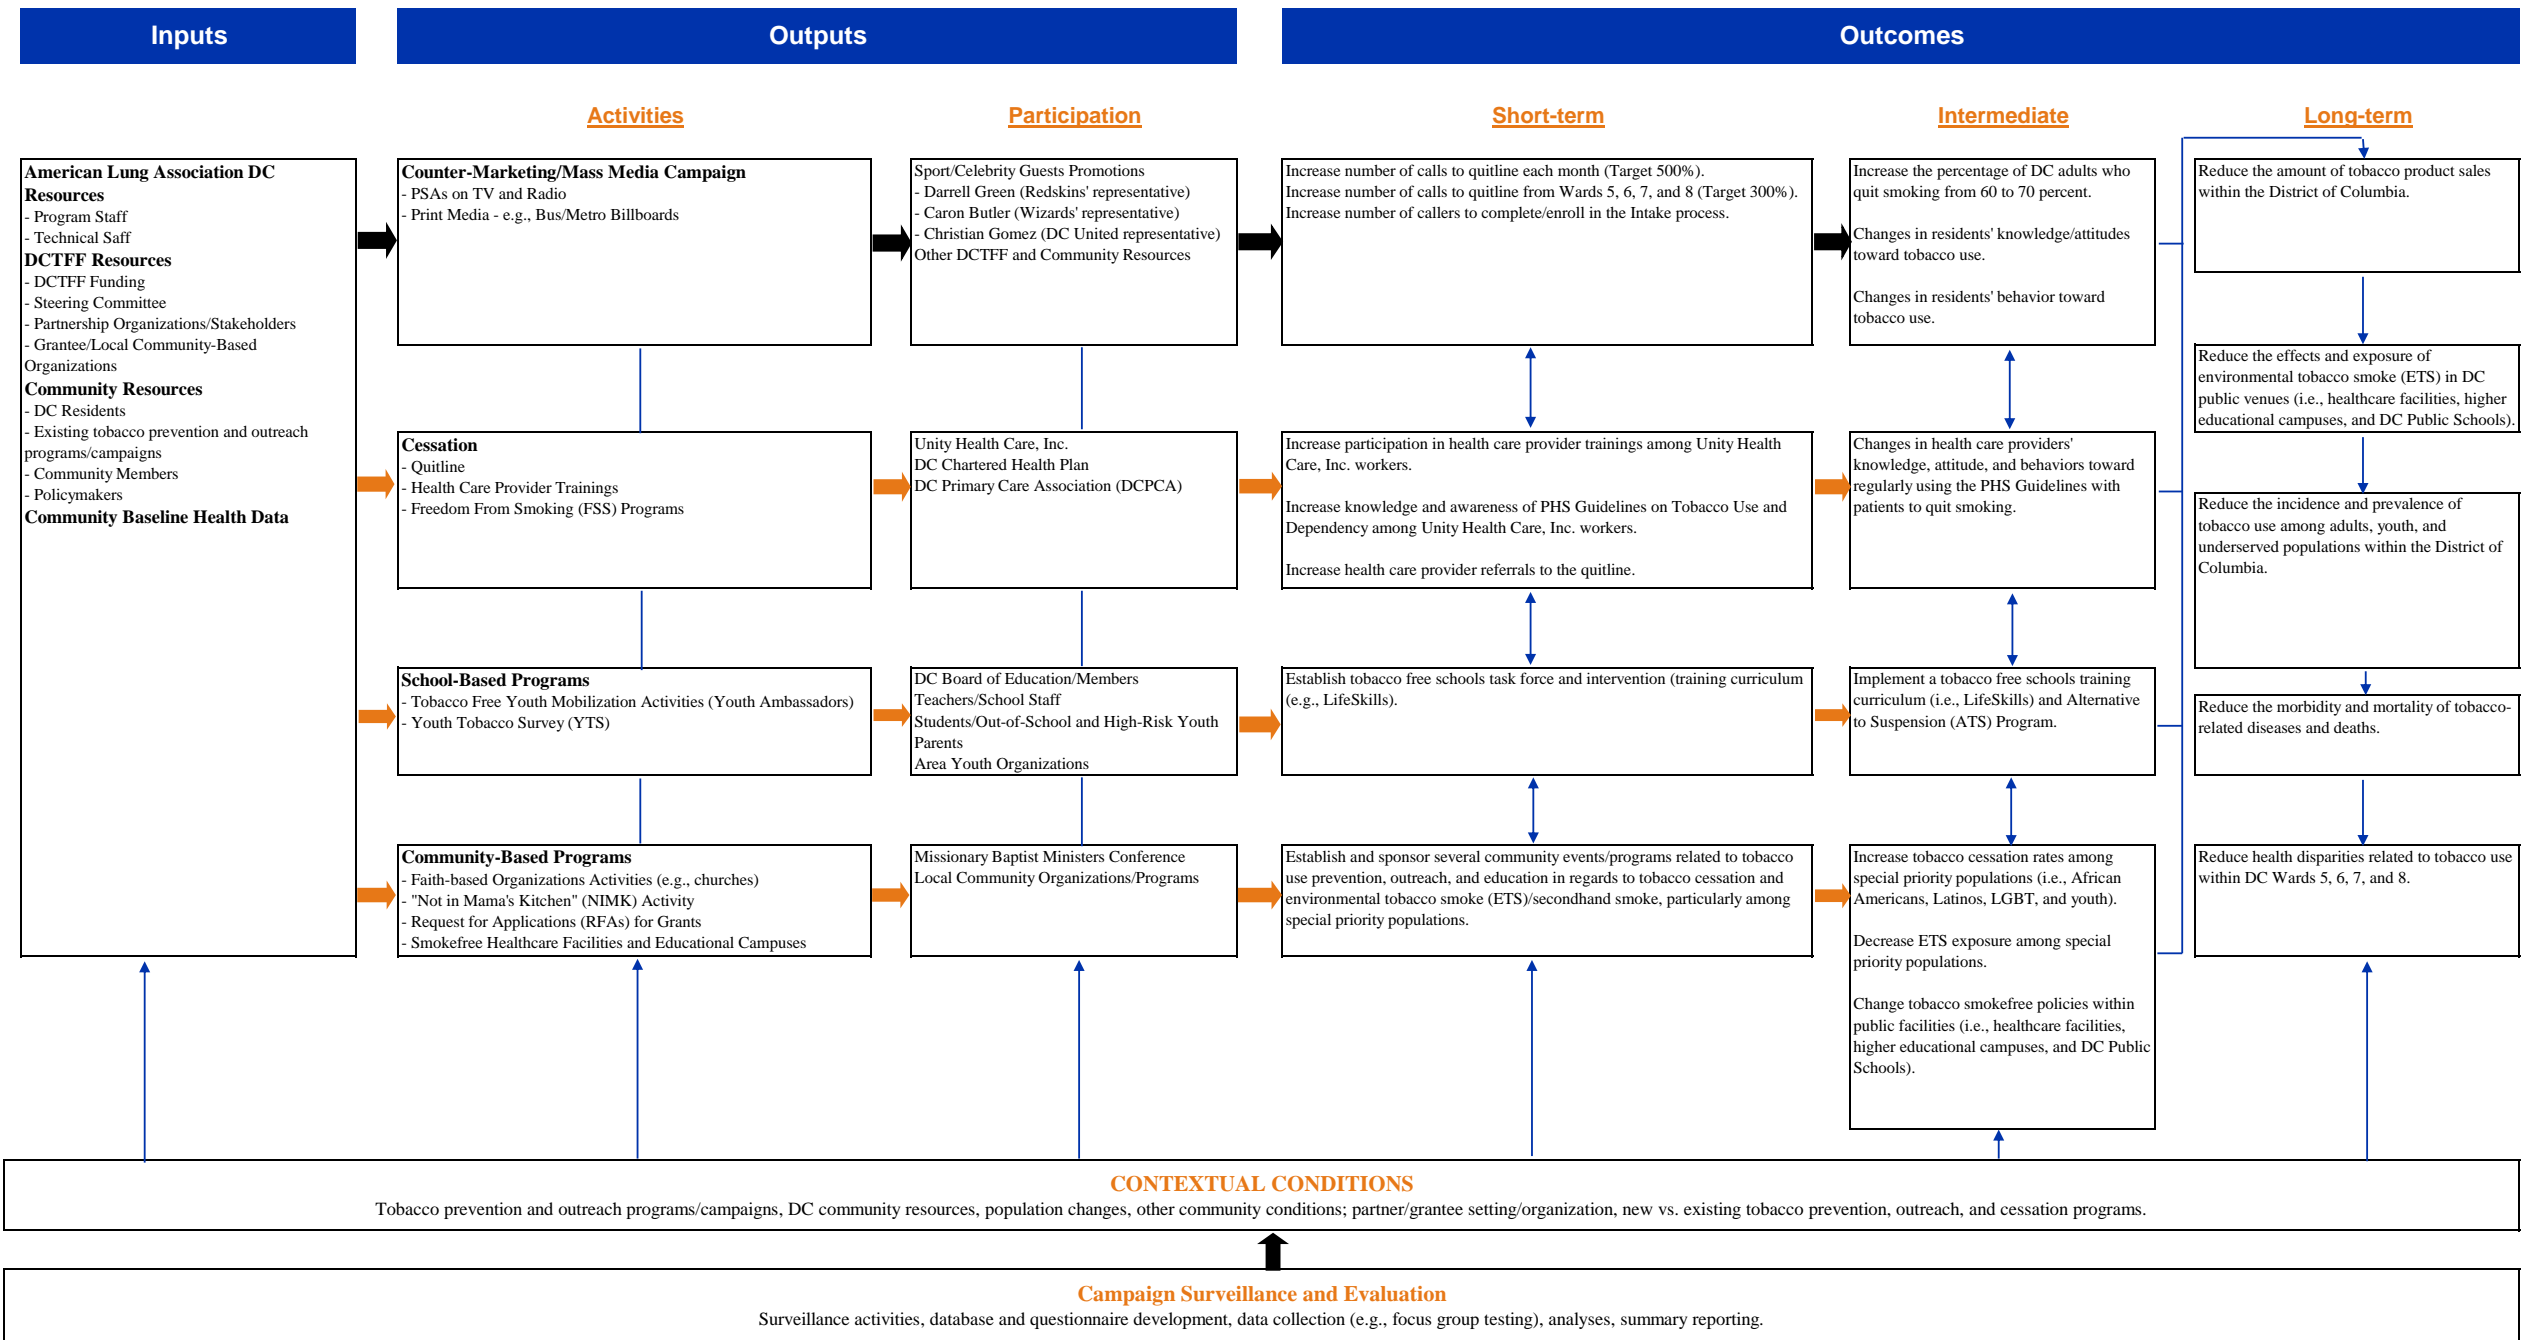 Inputs
Outputs
Outcomes
Activities
Participation
Short-term
Intermediate
Long-term
American Lung Association DC
Resources
- Program Staff
- Technical Saff
DCTFF Resources
- DCTFF Funding
- Steering Committee
- Partnership Organizations/Stakeholders
- Grantee/Local Community-Based
Organizations
Community Resources
- DC Residents
- Existing tobacco prevention and outreach
programs/campaigns
- Community Members
- Policymakers
Community Baseline Health Data
Counter-Marketing/Mass Media Campaign
- PSAs on TV and Radio
- Print Media - e.g., Bus/Metro Billboards
Sport/Celebrity Guests Promotions
- Darrell Green (Redskins' representative)
- Caron Butler (Wizards' representative)
- Christian Gomez (DC United representative)
Other DCTFF and Community Resources
Increase number of calls to quitline each month (Target 500%).
Increase number of calls to quitline from Wards 5, 6, 7, and 8 (Target 300%).
Increase number of callers to complete/enroll in the Intake process.
Increase the percentage of DC adults who
quit smoking from 60 to 70 percent.
Changes in residents' knowledge/attitudes
toward tobacco use.
Changes in residents' behavior toward
tobacco use.
Reduce the amount of tobacco product sales
within the District of Columbia.
Reduce the effects and exposure of
environmental tobacco smoke (ETS) in DC
public venues (i.e., healthcare facilities, higher
educational campuses, and DC Public Schools).
Cessation
- Quitline
- Health Care Provider Trainings
- Freedom From Smoking (FSS) Programs
Unity Health Care, Inc.
DC Chartered Health Plan
DC Primary Care Association (DCPCA)
Increase participation in health care provider trainings among Unity Health
Care, Inc. workers.
Increase knowledge and awareness of PHS Guidelines on Tobacco Use and
Dependency among Unity Health Care, Inc. workers.
Increase health care provider referrals to the quitline.
Changes in health care providers'
knowledge, attitude, and behaviors toward
regularly using the PHS Guidelines with
patients to quit smoking.
Reduce the incidence and prevalence of
tobacco use among adults, youth, and
underserved populations within the District of
Columbia.
School-Based Programs
- Tobacco Free Youth Mobilization Activities (Youth Ambassadors)
- Youth Tobacco Survey (YTS)
DC Board of Education/Members
Teachers/School Staff
Students/Out-of-School and High-Risk Youth
Parents
Area Youth Organizations
Establish tobacco free schools task force and intervention (training curriculum
(e.g., LifeSkills).
Implement a tobacco free schools training
curriculum (i.e., LifeSkills) and Alternative
to Suspension (ATS) Program.
Reduce the morbidity and mortality of tobacco-
related diseases and deaths.
Community-Based Programs
- Faith-based Organizations Activities (e.g., churches)
- "Not in Mama's Kitchen" (NIMK) Activity
- Request for Applications (RFAs) for Grants
- Smokefree Healthcare Facilities and Educational Campuses
Missionary Baptist Ministers Conference
Local Community Organizations/Programs
Establish and sponsor several community events/programs related to tobacco
use prevention, outreach, and education in regards to tobacco cessation and
environmental tobacco smoke (ETS)/secondhand smoke, particularly among
special priority populations.
Increase tobacco cessation rates among
special priority populations (i.e., African
Americans, Latinos, LGBT, and youth).
Decrease ETS exposure among special
priority populations.
Change tobacco smokefree policies within
public facilities (i.e., healthcare facilities,
higher educational campuses, and DC Public
Schools).
Reduce health disparities related to tobacco use
within DC Wards 5, 6, 7, and 8.
CONTEXTUAL CONDITIONS
Tobacco prevention and outreach programs/campaigns, DC community resources, population changes, other community conditions; partner/grantee setting/organization, new vs. existing tobacco prevention, outreach, and cessation programs.
Campaign Surveillance and Evaluation
Surveillance activities, database and questionnaire development, data collection (e.g., focus group testing), analyses, summary reporting.